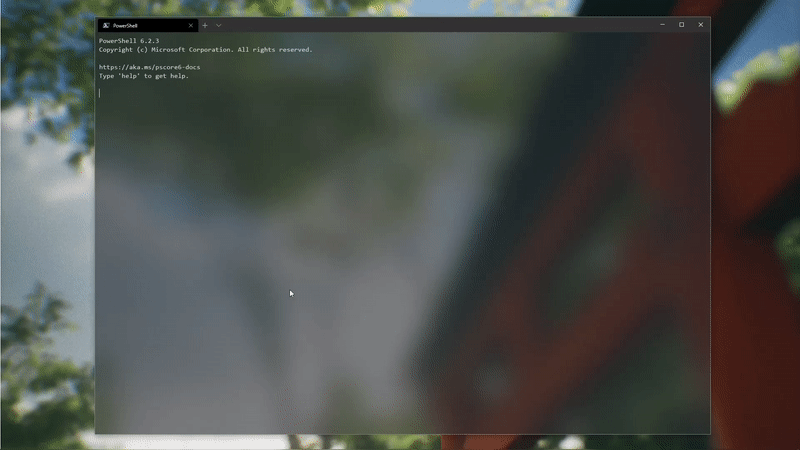 PowerShell
PowerShell 6.2.3
Copyright (c) Microsoft Corporation. All rights reserved.
https://aka.ms/pscore6-docs
Type 'help' to get help.